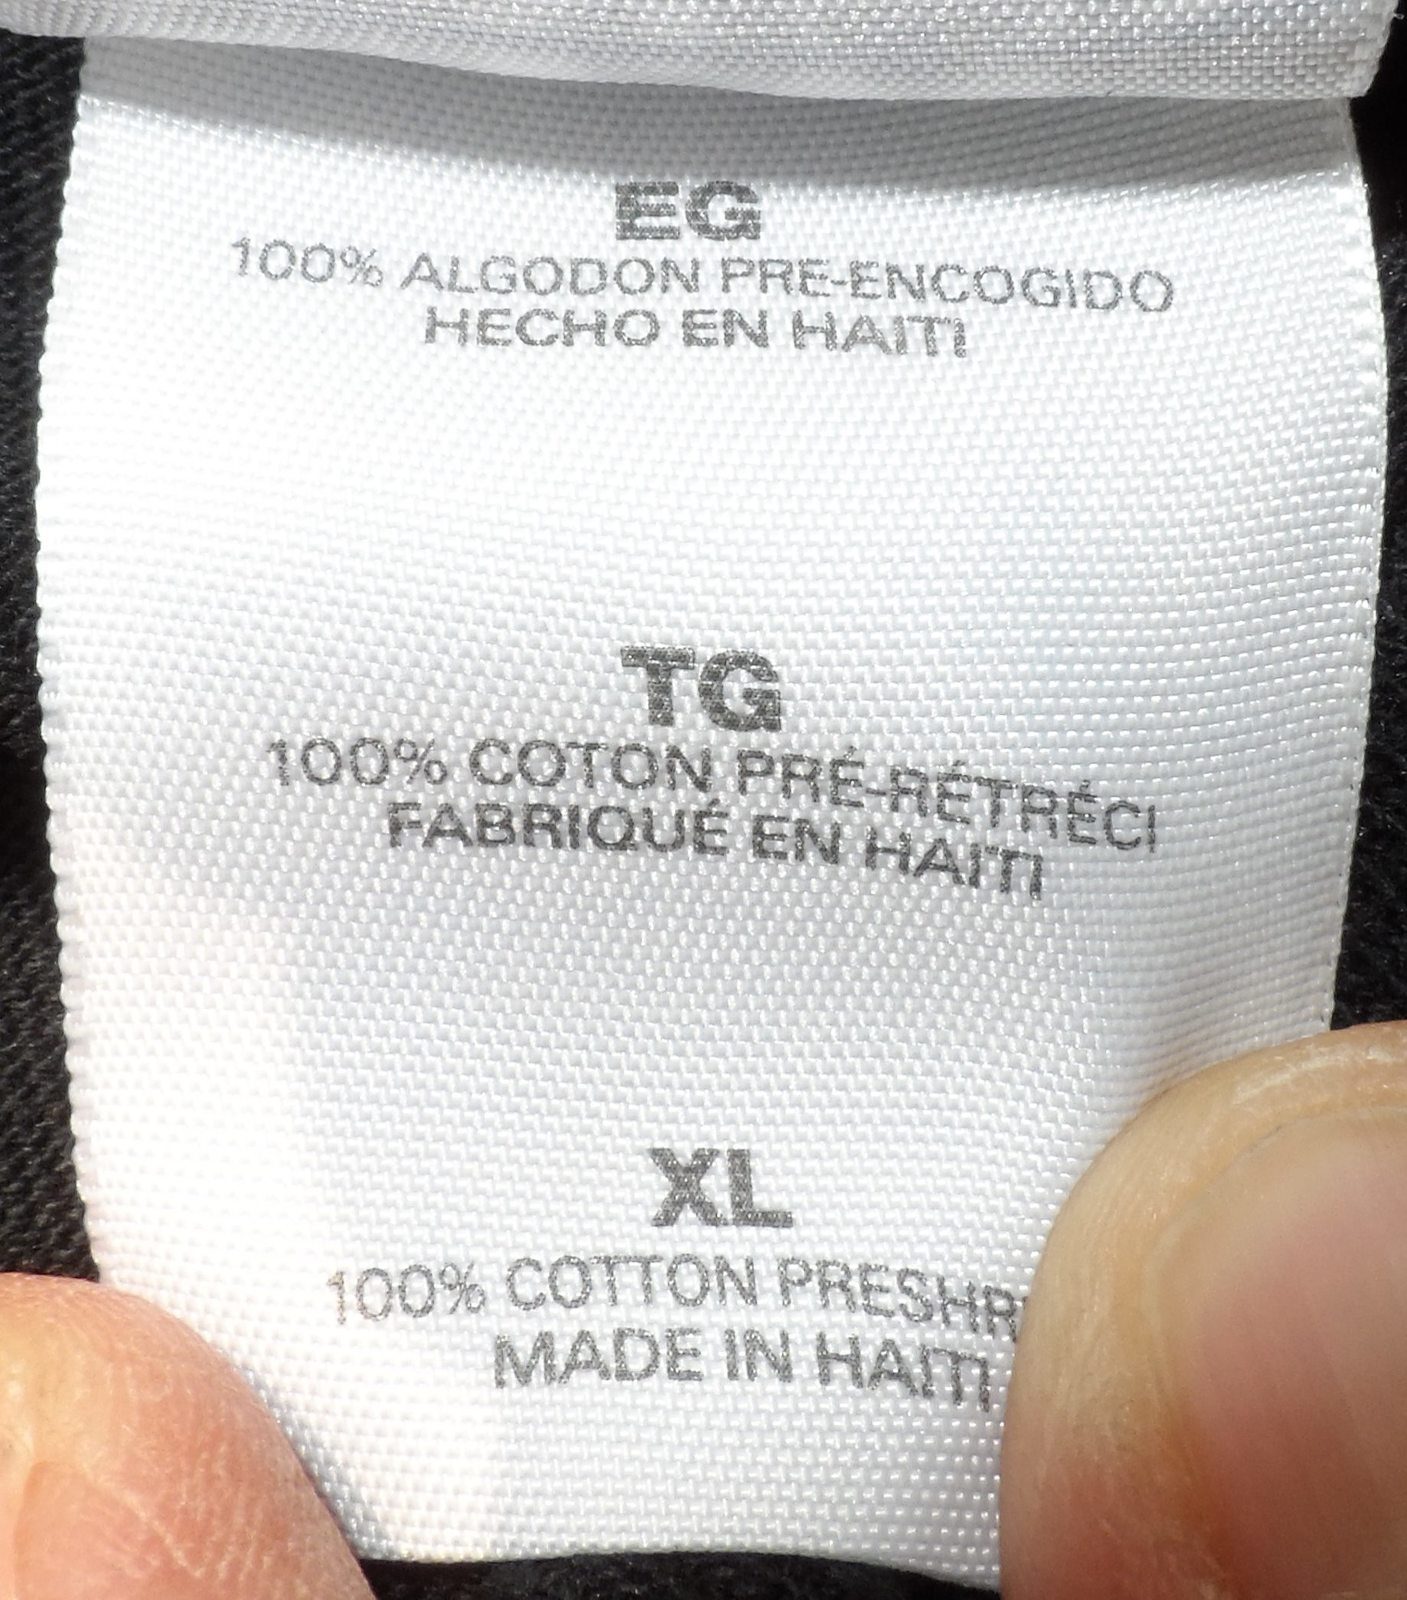 EG
100% ALGODON PRE-ENCOGIDO
HECHO EN HAITI
TG
100% COTON PRÉ-RÉTRÉCI
FABRIQUÉ EN HAITI
XL
100% COTTON PRESHR
MADE IN HAITI